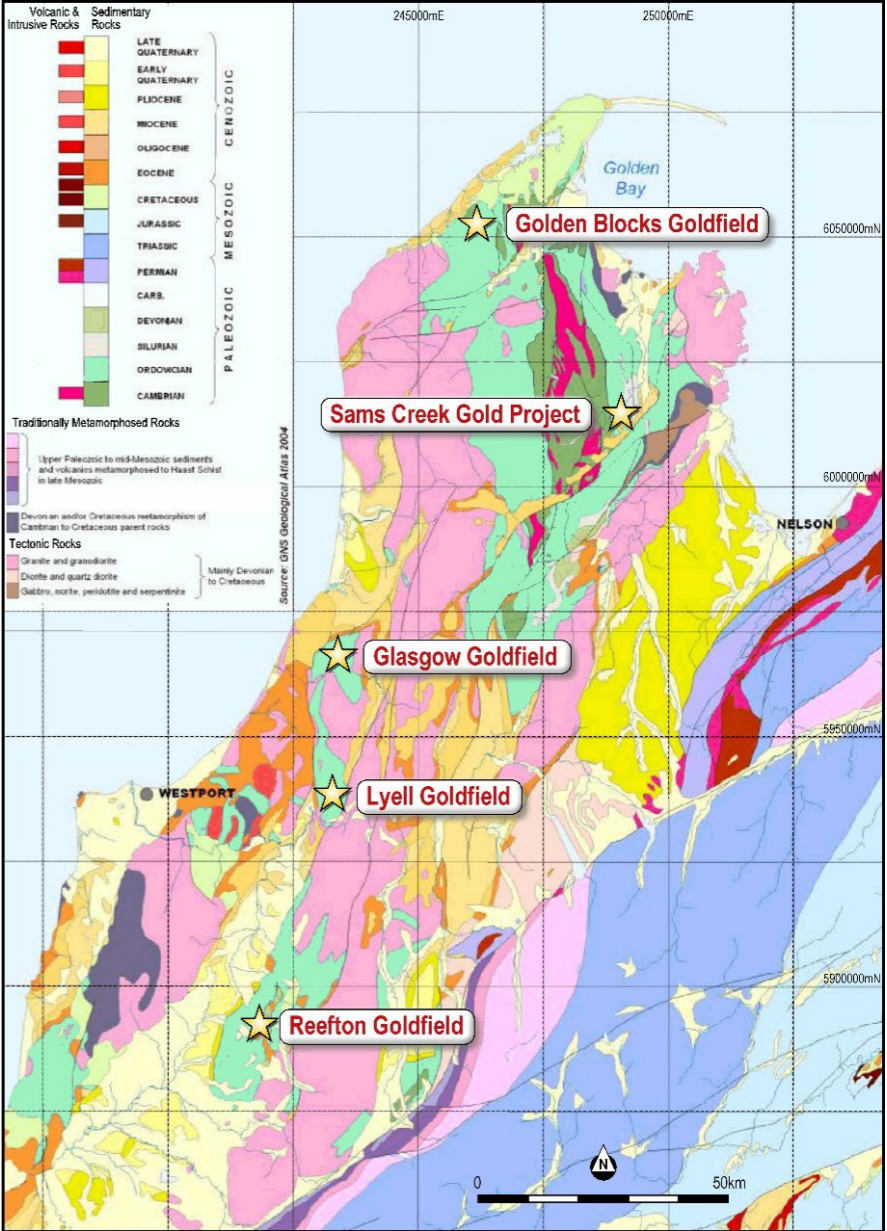 Volcanic &
Intrusive Rocks
Sedimentary
Rocks
LATE
QUATERNARY
EARLY
QUATERNARY
PLIOCENE
MIOCENE
OLIGOCENE
EOCENE
CRETACEOUS
JURASSIC
TRIASSIC
PERMIAN
CARB.
DEVONIAN
SILURIAN
ORDOVICIAN
CAMBRIAN
CENOZOIC
MESOZOIC
PALEOZOIC
Traditionally Metamorphosed Rocks
Upper Paleozoic to mid-Mesozoic sediments
and volcanics metamorphosed to Haast Schist
in late Mesozoic
Devonian and/or Cretaceous metamorphism of
Cambrian to Cretaceous parent rocks
Tectonic Rocks
Granite and granodiorite
Diorite and quartz diorite
Gabbro, norite, peridotite and serpentinite
Mainly Devonian
to Cretaceous
Source: GNS Geological Atlas 2004
245000mE
250000mE
Golden
Bay
Golden Blocks Goldfield
6050000mN
Sams Creek Gold Project
6000000mN
NELSON
Glasgow Goldfield
5950000mN
WESTPORT
Lyell Goldfield
5900000mN
Reefton Goldfield
N
0
50km